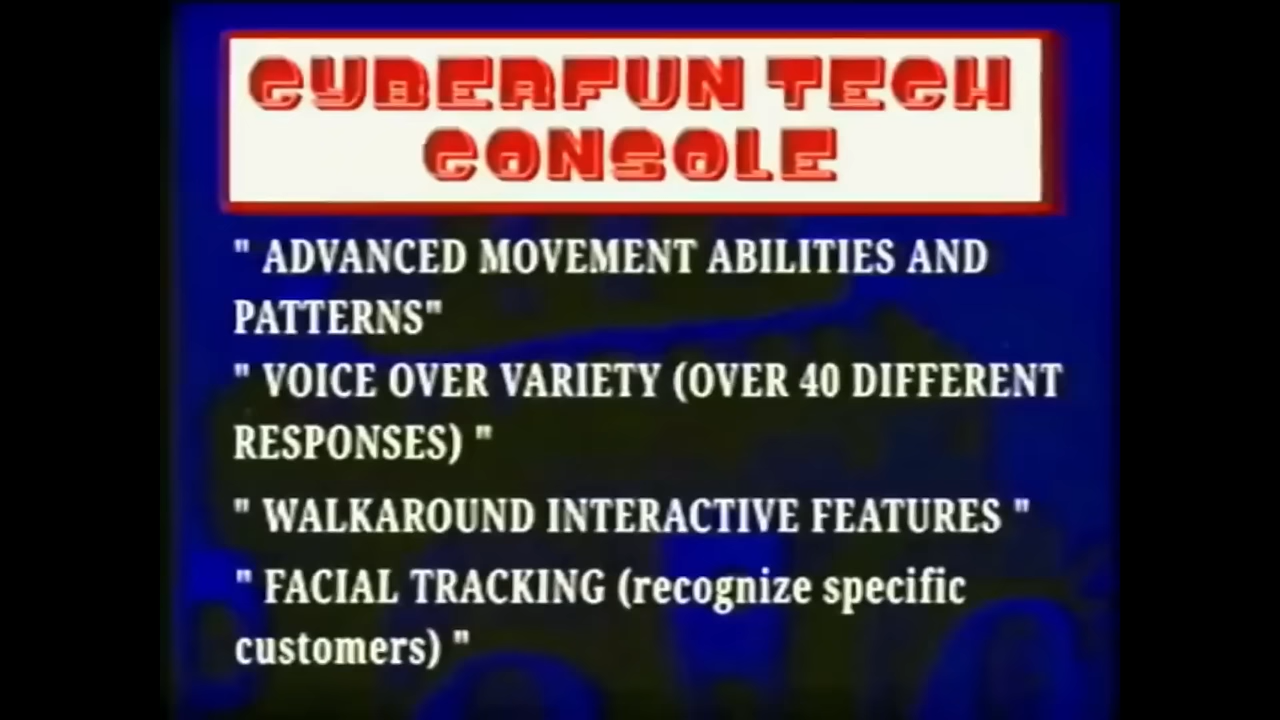 CYBERFUN TECH
CONSOLE
" ADVANCED MOVEMENT ABILITIES AND
PATTERNS"
" VOICE OVER VARIETY (OVER 40 DIFFERENT
RESPONSES) "
" WALKAROUND INTERACTIVE FEATURES "
" FACIAL TRACKING (recognize specific
customers) "